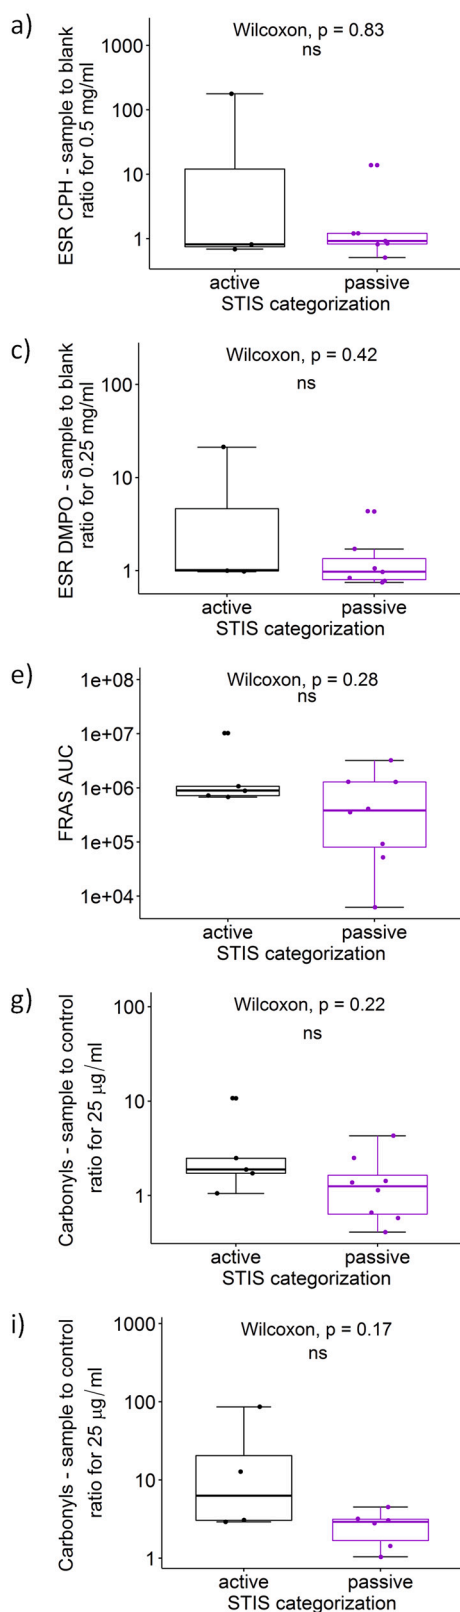 a)
Wilcoxon, p = 0.83
ns
ESR CPH - sample to blank
ratio for 0.5 mg/ml
1000
100
10
1
active passive
STIS categorization
c)
Wilcoxon, p = 0.42
ns
ESR DMPO - sample to blank
ratio for 0.25 mg/ml
100
10
1
active passive
STIS categorization
e)
Wilcoxon, p = 0.28
ns
FRAS AUC
1e+08
1e+07
1e+06
1e+05
1e+04
active passive
STIS categorization
g)
Wilcoxon, p = 0.22
ns
Carbonyls - sample to control
ratio for 25 μg/ml
100
10
1
active passive
STIS categorization
i)
Wilcoxon, p = 0.17
ns
Carbonyls - sample to control
ratio for 25 μg/ml
1000
100
10
1
active passive
STIS categorization